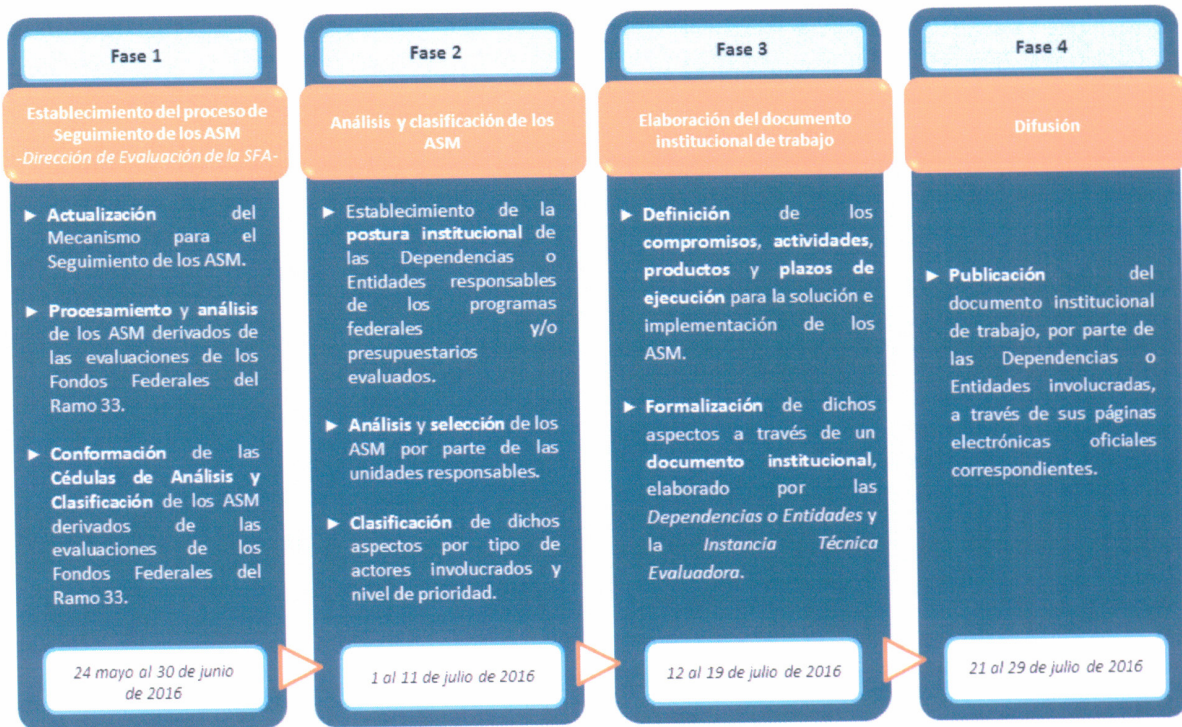 Fase 1
Establecimiento del proceso de
Seguimiento de los ASM
-Dirección de Evaluación de la SFA-
► Actualización del
Mecanismo para el
Seguimiento de los ASM.
► Procesamiento y análisis
de los ASM derivados de
las evaluaciones de los
Fondos Federales del
Ramo 33.
► Conformación de las
Cédulas de Análisis y
Clasificación de los ASM
derivados de las
evaluaciones de los
Fondos Federales del
Ramo 33.
24 mayo al 30 de junio
de 2016
Fase 2
Análisis y clasificación de los
ASM
► Establecimiento de la
postura institucional de
las Dependencias o
Entidades responsables
de los programas
federales y/o
presupuestarios
evaluados.
► Análisis y selección de los
ASM por parte de las
unidades responsables.
► Clasificación de dichos
aspectos por tipo de
actores involucrados y
nivel de prioridad.
1 al 11 de julio de 2016
Fase 3
Elaboración del documento
institucional de trabajo
► Definición de los
compromisos, actividades,
productos y plazos de
ejecución para la solución e
implementación de los
ASM.
► Formalización de dichos
aspectos a través de un
documento institucional,
elaborado por las
Dependencias o Entidades y
la Instancia Técnica
Evaluadora.
12 al 19 de julio de 2016
Fase 4
Difusión
► Publicación del
documento institucional
de trabajo, por parte de
las Dependencias o
Entidades involucradas,
a través de sus páginas
electrónicas oficiales
correspondientes.
21 al 29 de julio de 2016